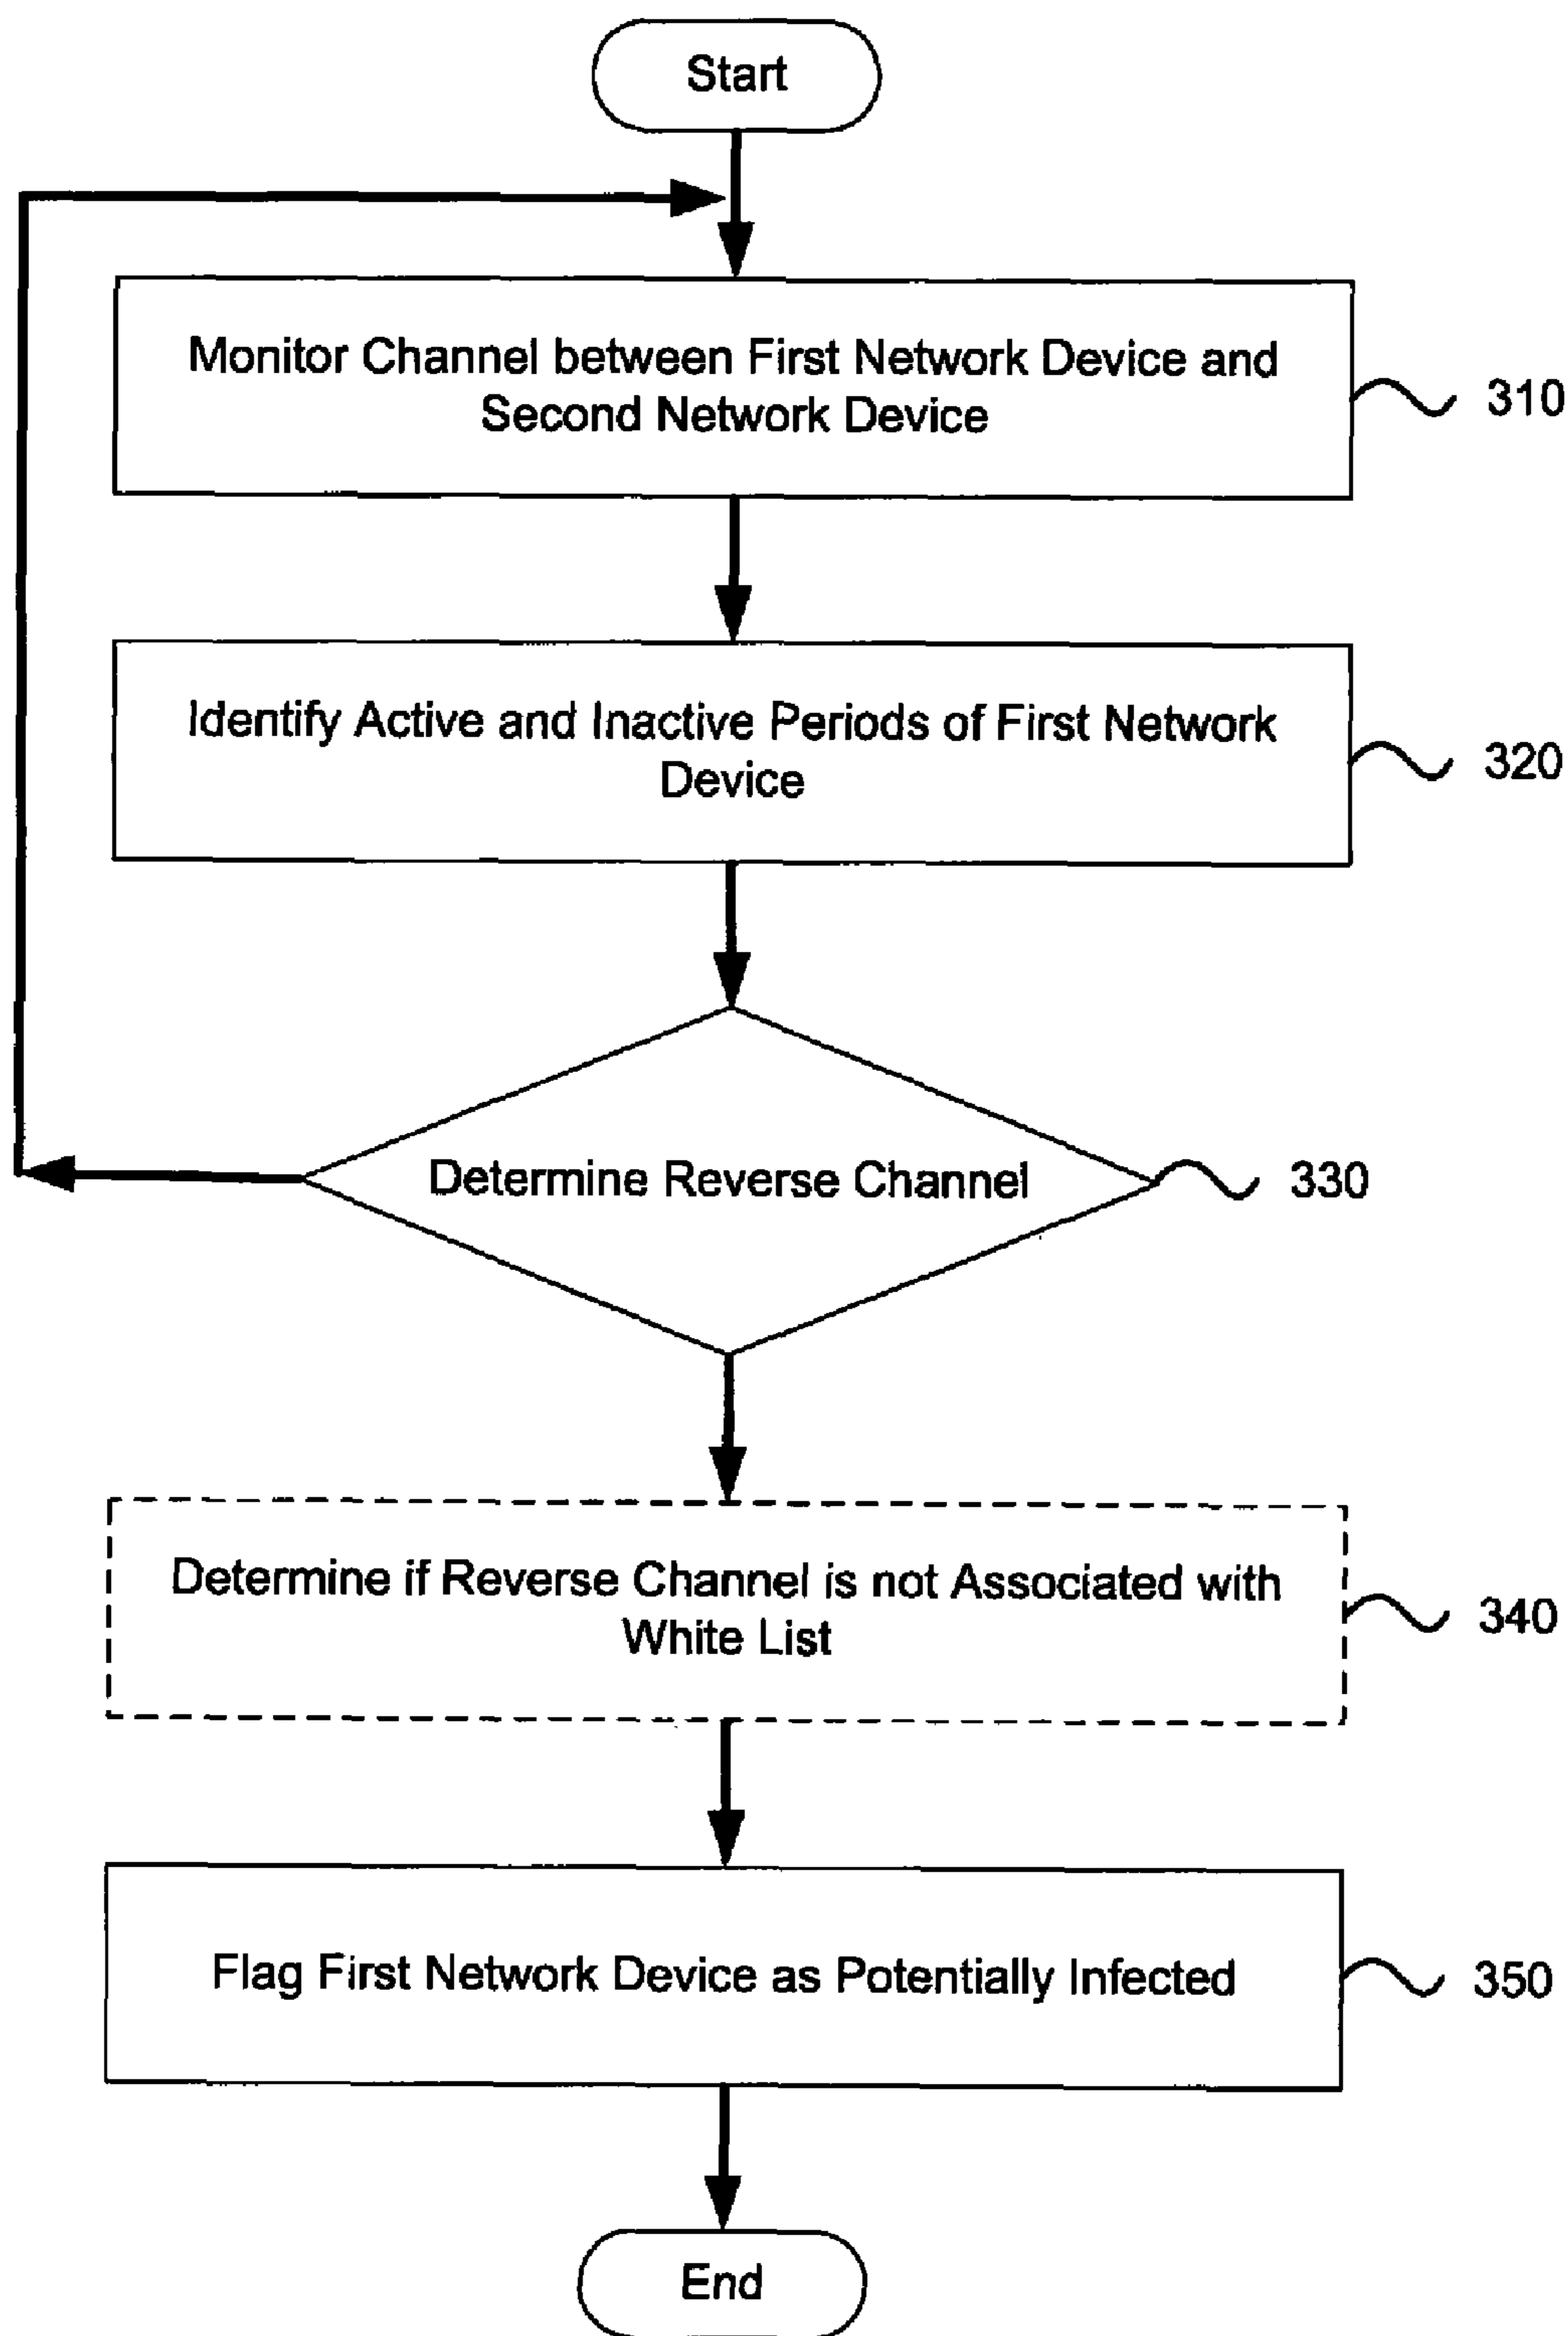 Start
Monitor Channel between First Network Device and
Second Network Device
310
Identify Active and Inactive Periods of First Network
Device
320
Determine Reverse Channel
330
Determine if Reverse Channel is not Associated with
White List
340
Flag First Network Device as Potentially Infected
350
End